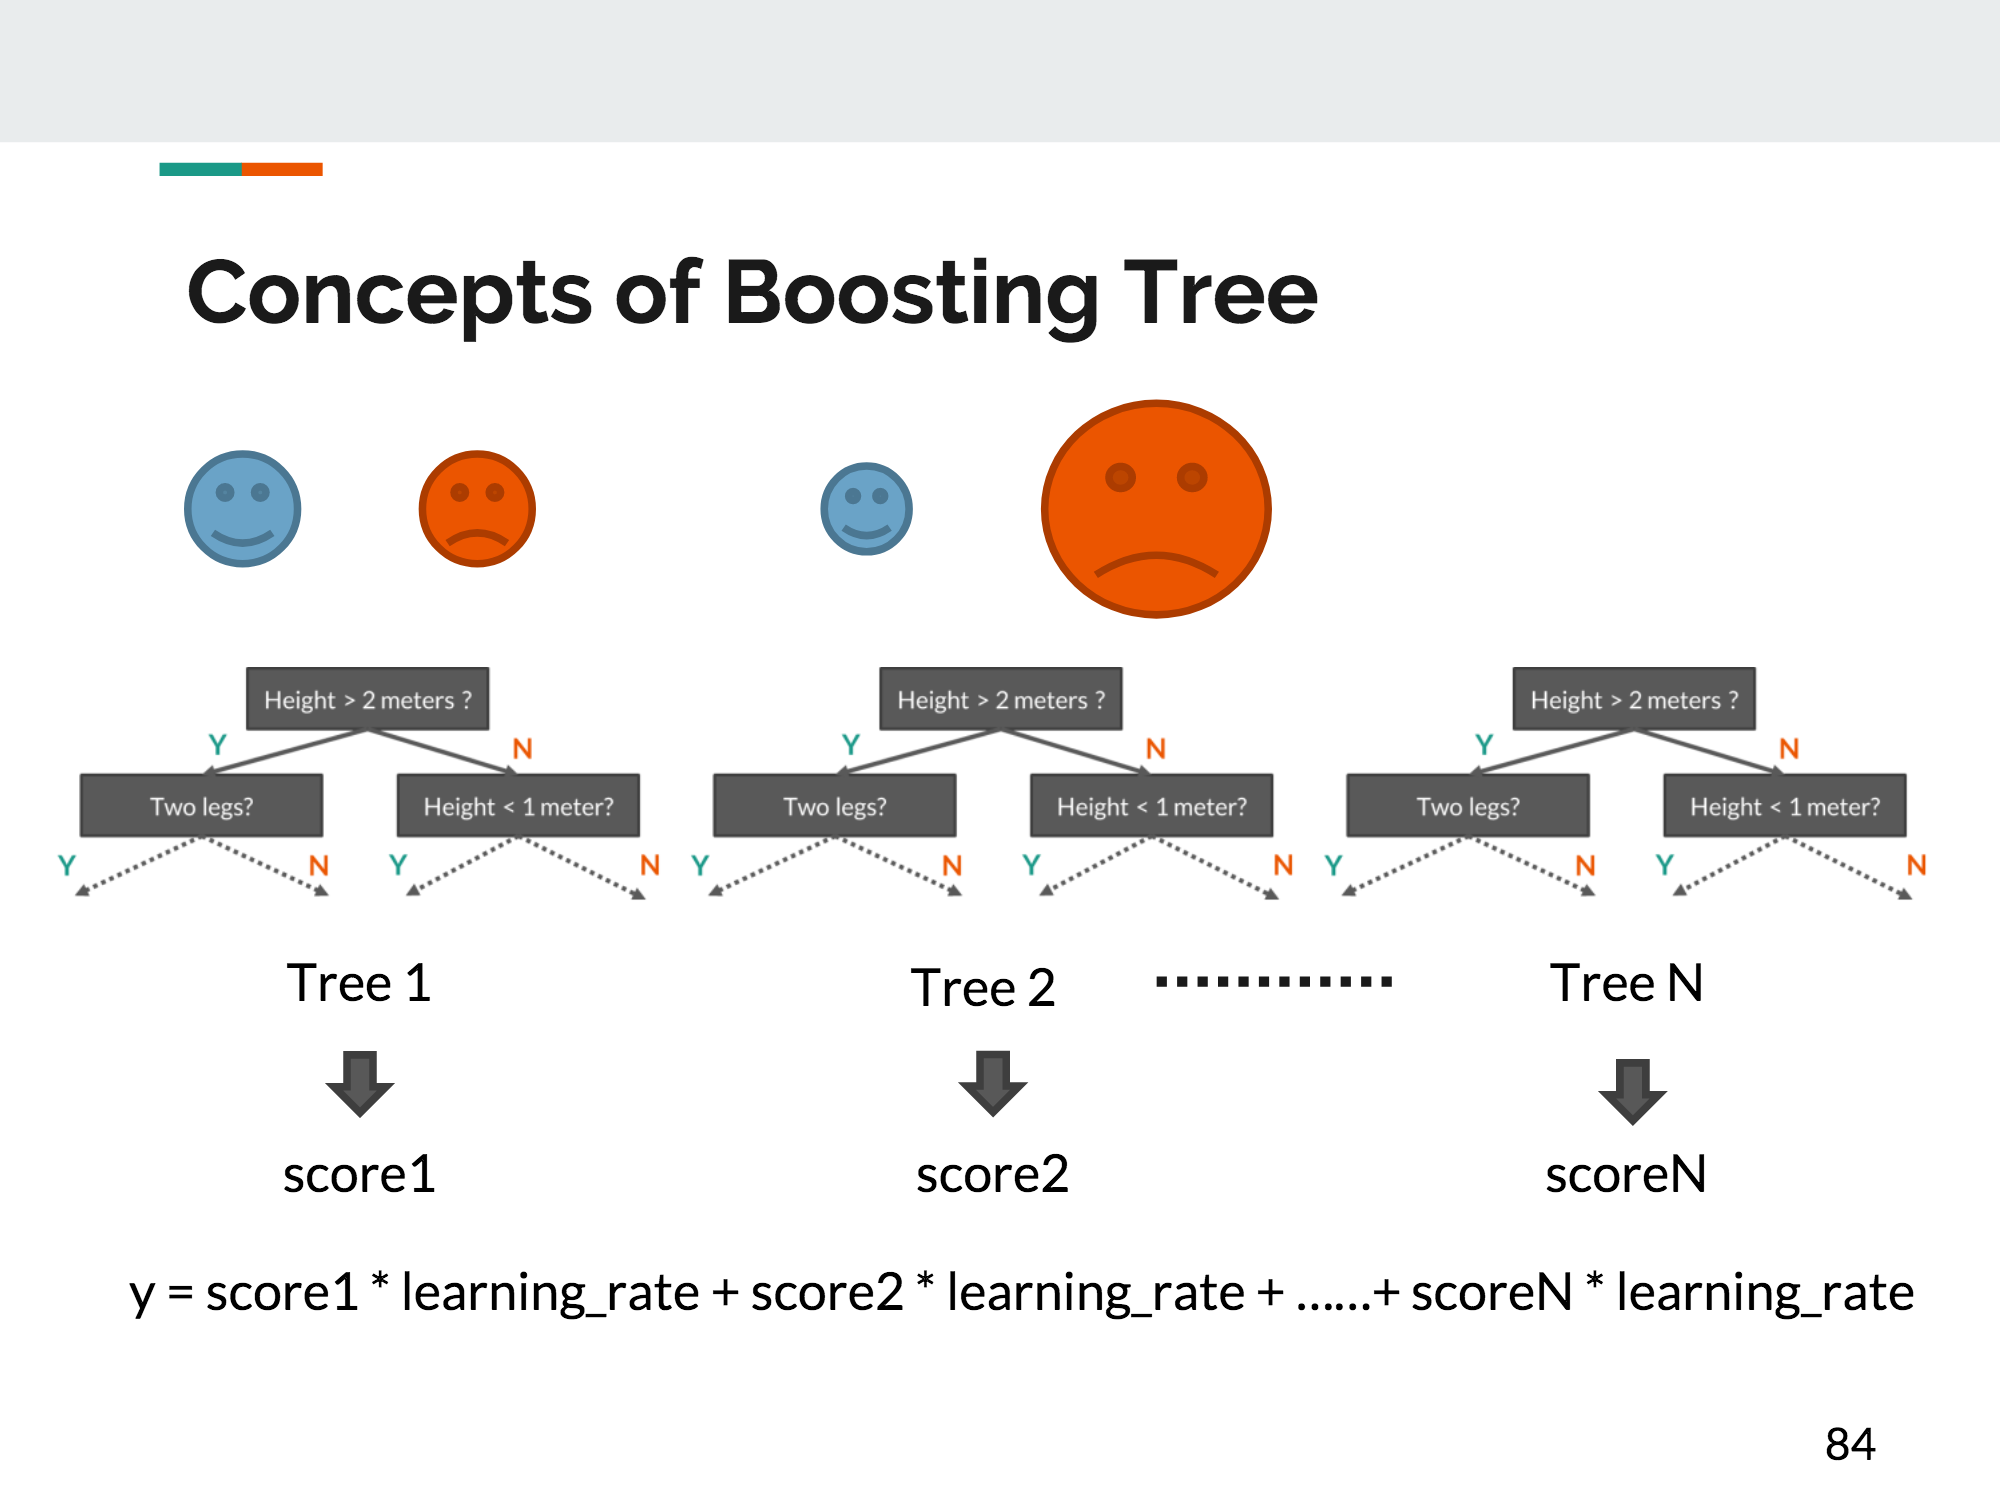 Concepts of Boosting Tree
Height > 2 meters ?
Y
N
Two legs?
Height < 1 meter?
Y
N
Y
N
Height > 2 meters ?
Y
N
Two legs?
Height < 1 meter?
Y
N
Y
N
Height > 2 meters ?
Y
N
Two legs?
Height < 1 meter?
Y
N
Y
N
Tree 1
Tree 2
Tree N
score1
score2
scoreN
y = score1 * learning_rate + score2 * learning_rate + ......+ scoreN * learning_rate
84